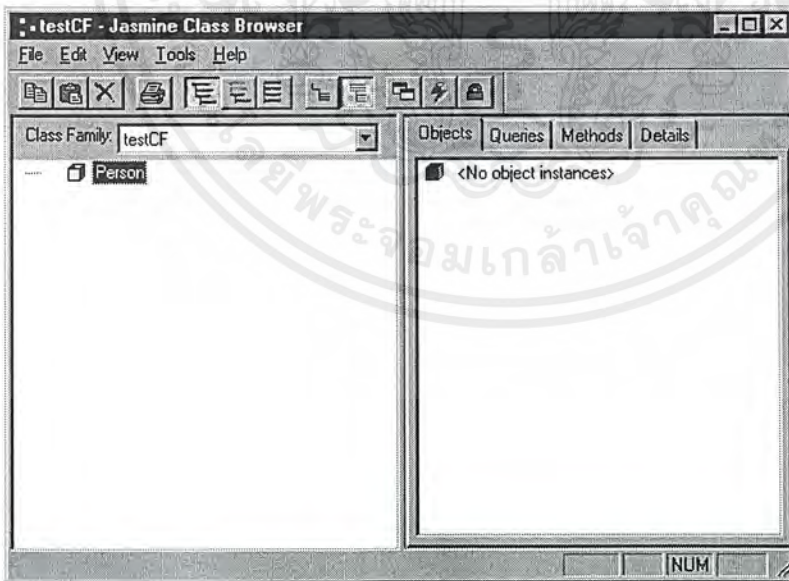 testCF - Jasmine Class Browser
File Edit View Tools Help
Class Family: testCF
Person
Objects Queries Methods Details
<No object instances>
NUM